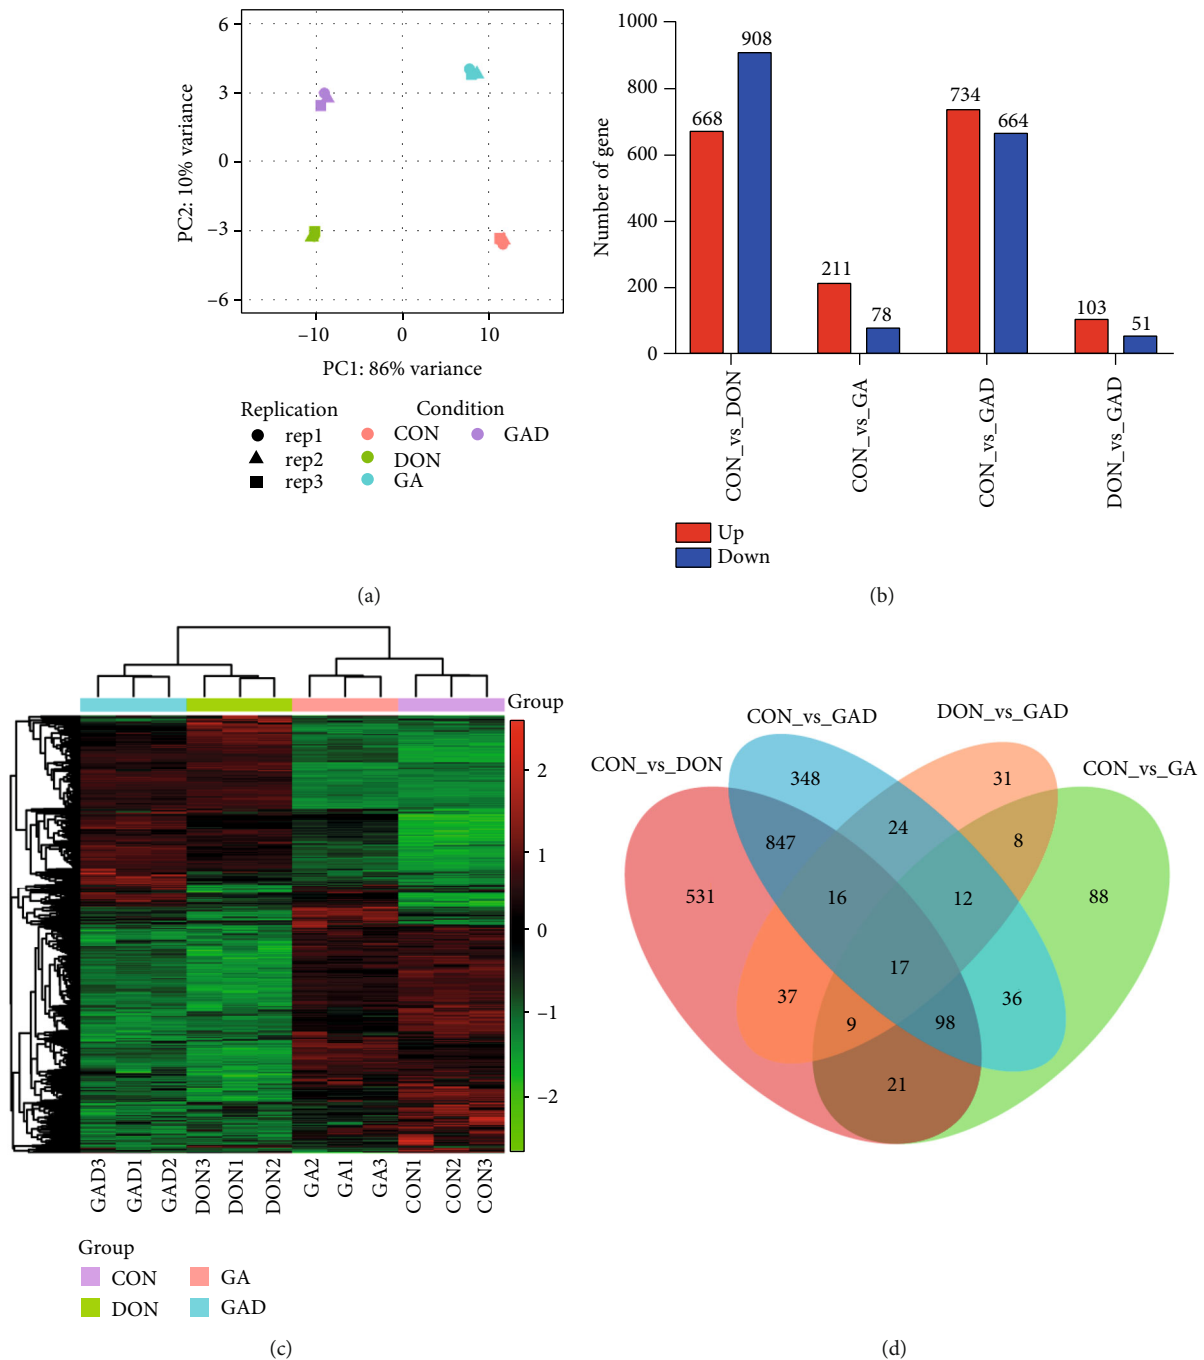 6
3
0
−3
−6
PC2: 10% variance
−10 0 10
PC1: 86% variance
Replication Condition
rep1 CON GAD
rep2 DON
rep3 GA
(a)
1000
800
600
400
200
0
Number of gene
668 908
211 78
734 664
103 51
CON_vs_DON
CON_vs_GA
CON_vs_GAD
DON_vs_GAD
Up
Down
(b)
Group
2
1
0
−1
−2
GAD3 GAD1 GAD2 DON3 DON1 DON2 GA2 GA1 GA3 CON1 CON2 CON3
Group
CON GA
DON GAD
(c)
CON_vs_GAD DON_vs_GAD
CON_vs_DON CON_vs_GA
348 31
847 24 8
531 16 12 88
17
37 9 98 36
21
(d)